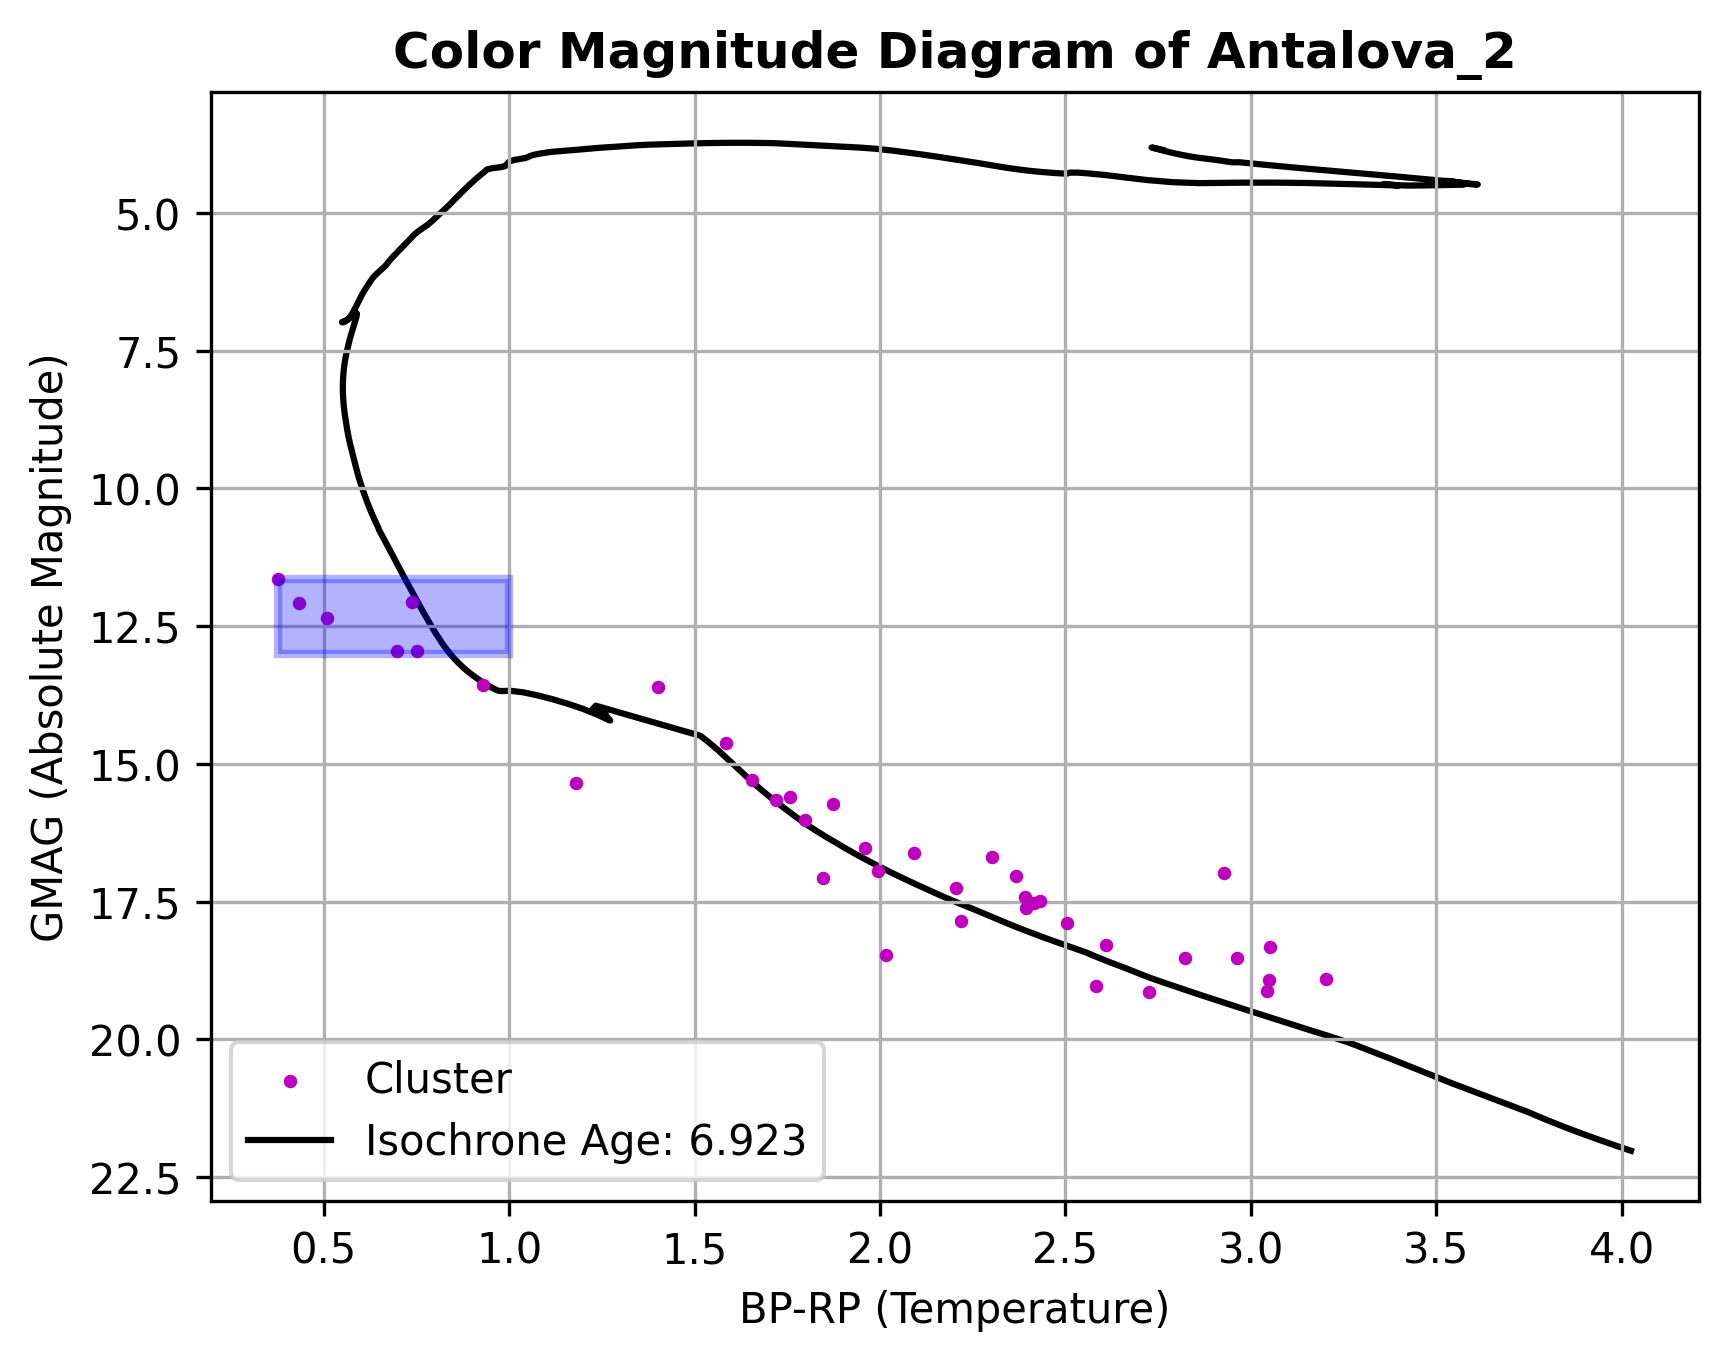 Color Magnitude Diagram of Antalova_2
GMAG (Absolute Magnitude)
5.0
7.5
10.0
12.5
15.0
17.5
20.0
22.5
Cluster
Isochrone Age: 6.923
0.5 1.0 1.5 2.0 2.5 3.0 3.5 4.0
BP-RP (Temperature)